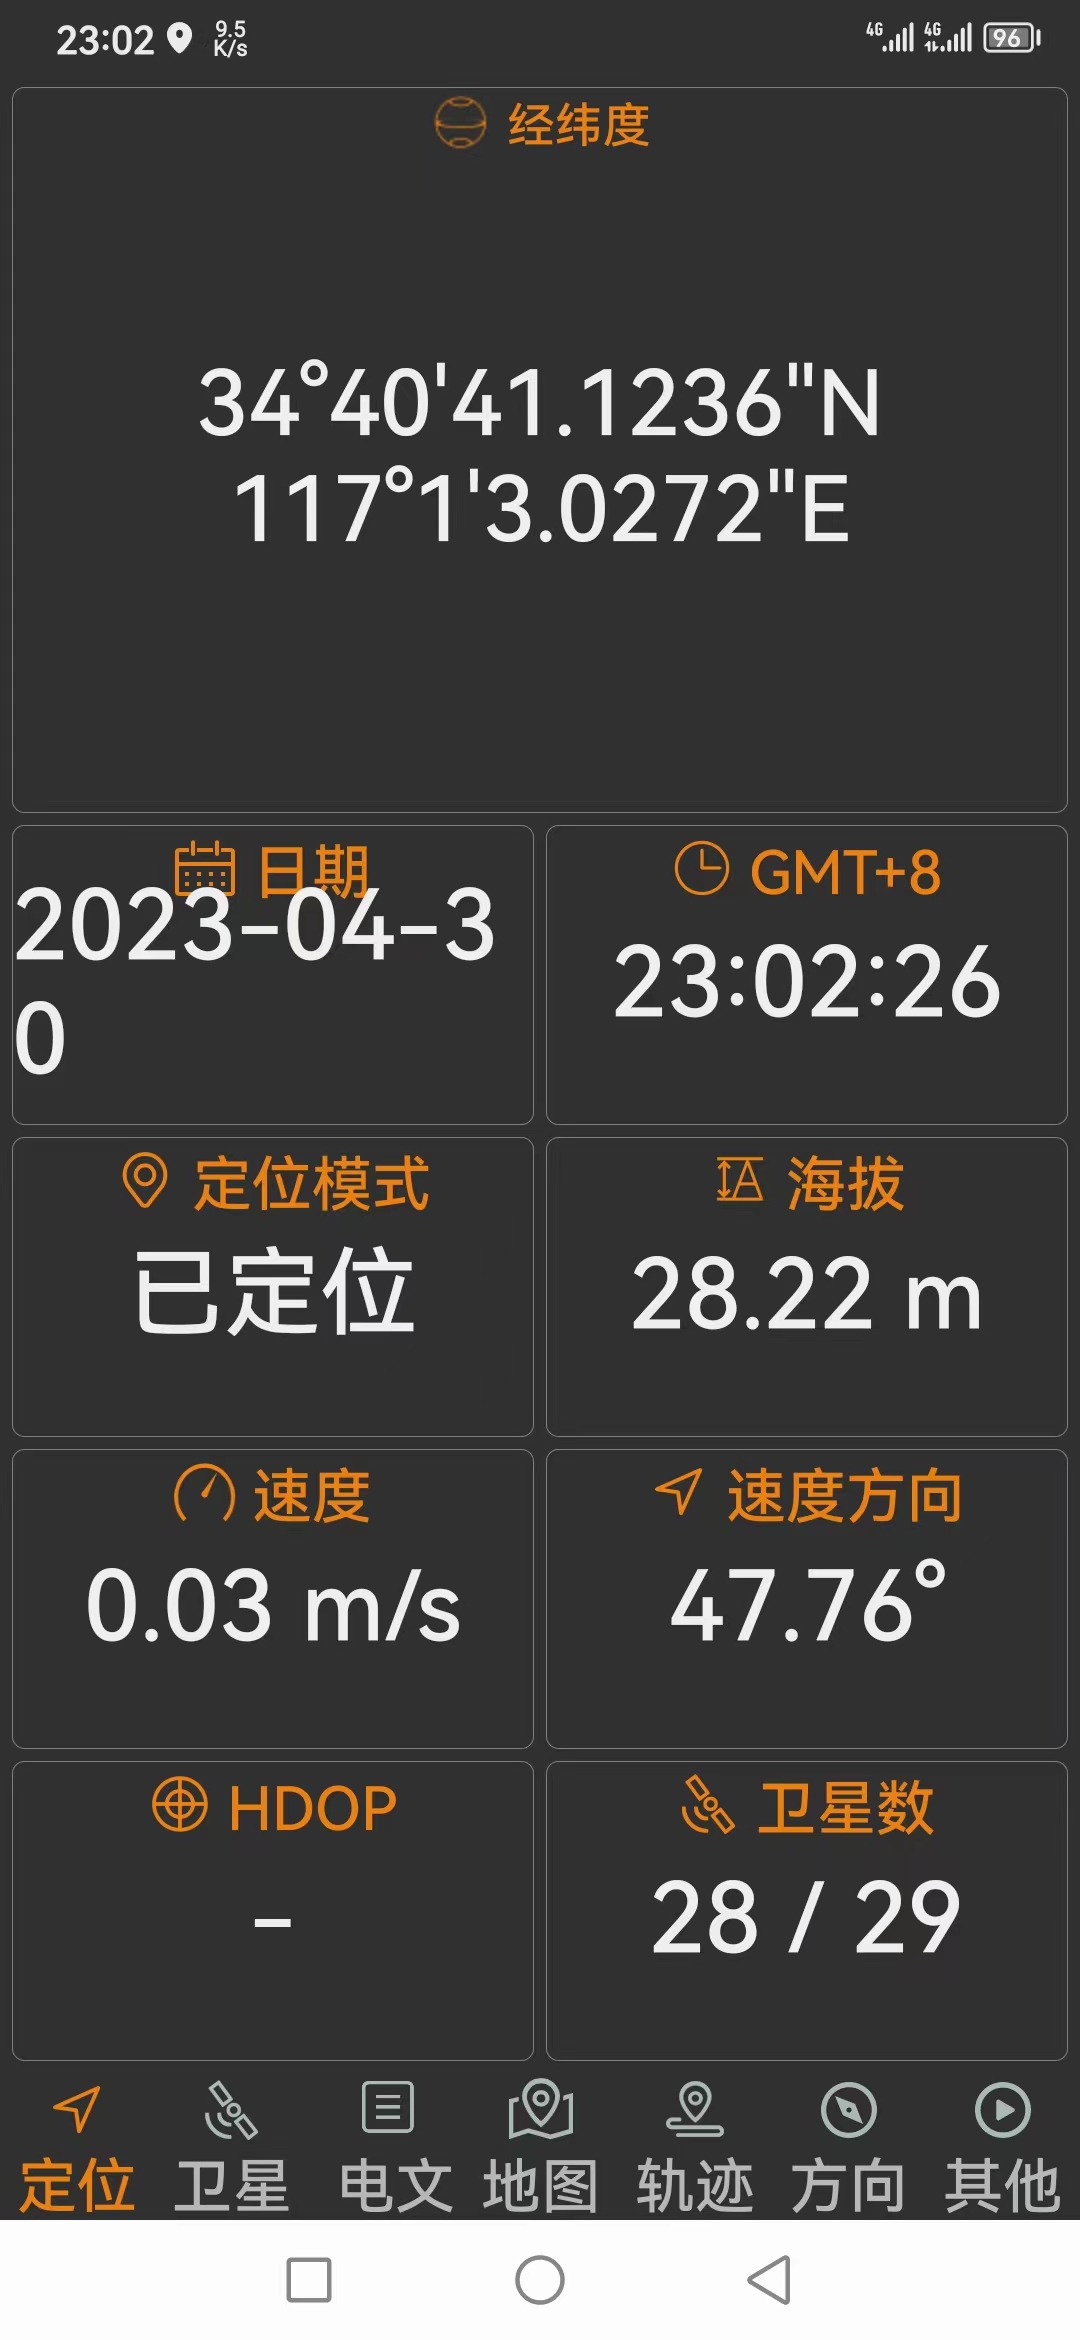 23:02 9.5 K/s 4G 4G 96
经纬度
34°40'41.1236"N
117°1'3.0272"E
日期
2023-04-3
0
GMT+8
23:02:26
定位模式
已定位
海拔
28.22 m
速度
0.03 m/s
速度方向
47.76°
HDOP
-
卫星数
28 / 29
定位 卫星 电文 地图 轨迹 方向 其他